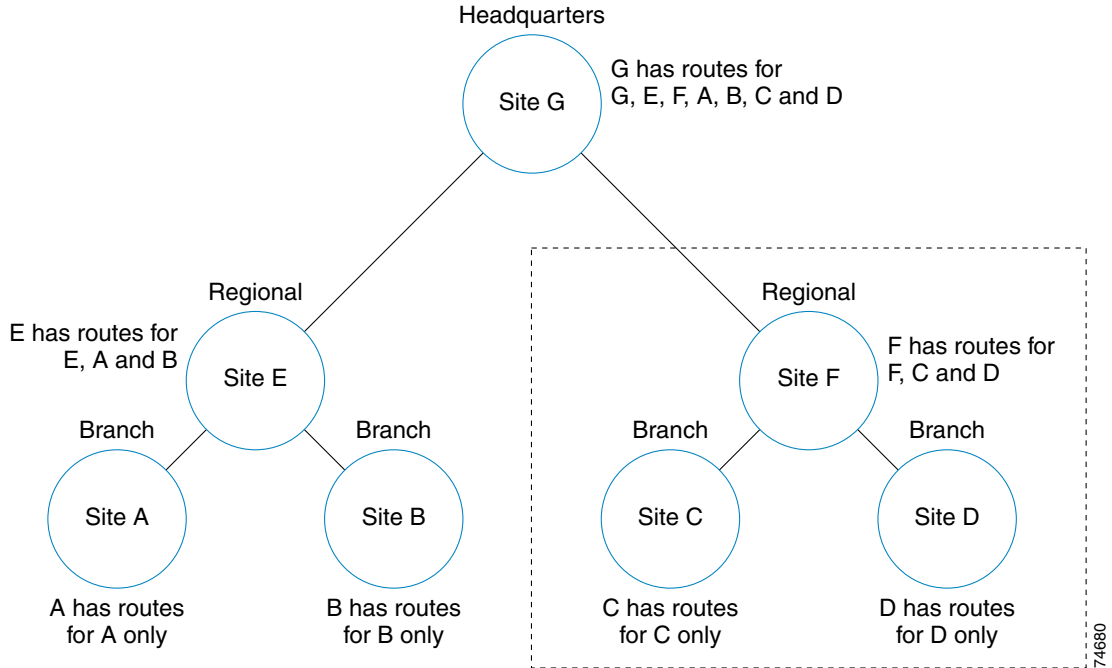 Headquarters
Site G
G has routes for
G, E, F, A, B, C and D
Regional
E has routes for
E, A and B
Site E
Regional
Site F
F has routes for
F, C and D
Branch
Site A
A has routes
for A only
Branch
Site B
B has routes
for B only
Branch
Site C
C has routes
for C only
Branch
Site D
D has routes
for D only
74680